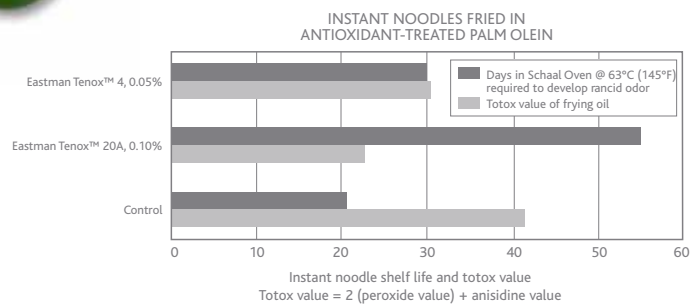 INSTANT NOODLES FRIED IN
ANTIOXIDANT-TREATED PALM OLEIN
Days in Schaal Oven @ 63°C (145°F)
required to develop rancid odor
Totox value of frying oil
Eastman Tenox™ 4, 0.05%
Eastman Tenox™ 20A, 0.10%
Control
0 10 20 30 40 50 60
Instant noodle shelf life and totox value
Totox value = 2 (peroxide value) + anisidine value